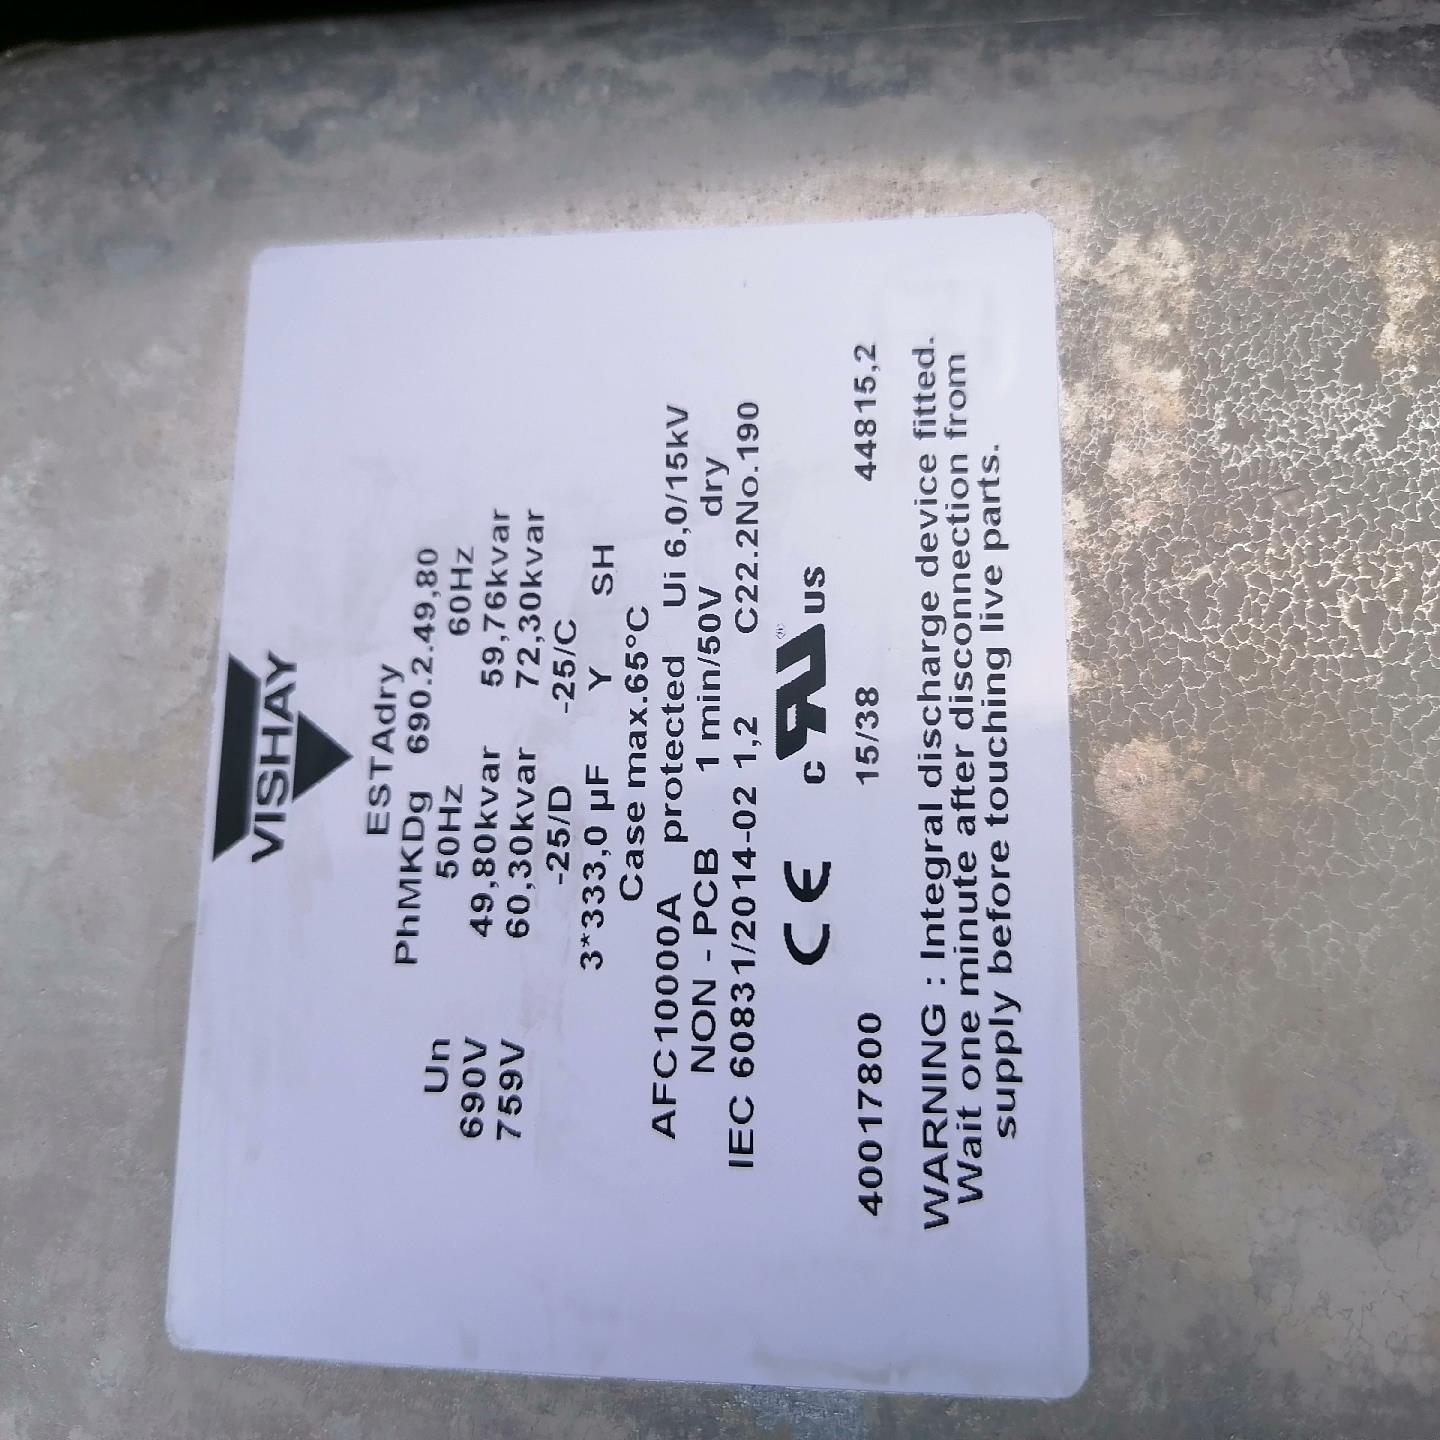 VISHAY
ESTAdry
PhMKDg 690.2.49,80
Un 50Hz 60Hz
690V 49,80kvar 59,76kvar
759V 60,30kvar 72,30kvar
-25/D -25/C
3*333,0 µF Y SH
Case max.65°C
AFC10000A protected Ui 6,0/15kV
NON - PCB 1 min/50V dry
IEC 60831/2014-02 1,2 C22.2No.190
CE c RU ® US
40017800 15/38 44815,2
WARNING : Integral discharge device fitted.
Wait one minute after disconnection from
supply before touching live parts.